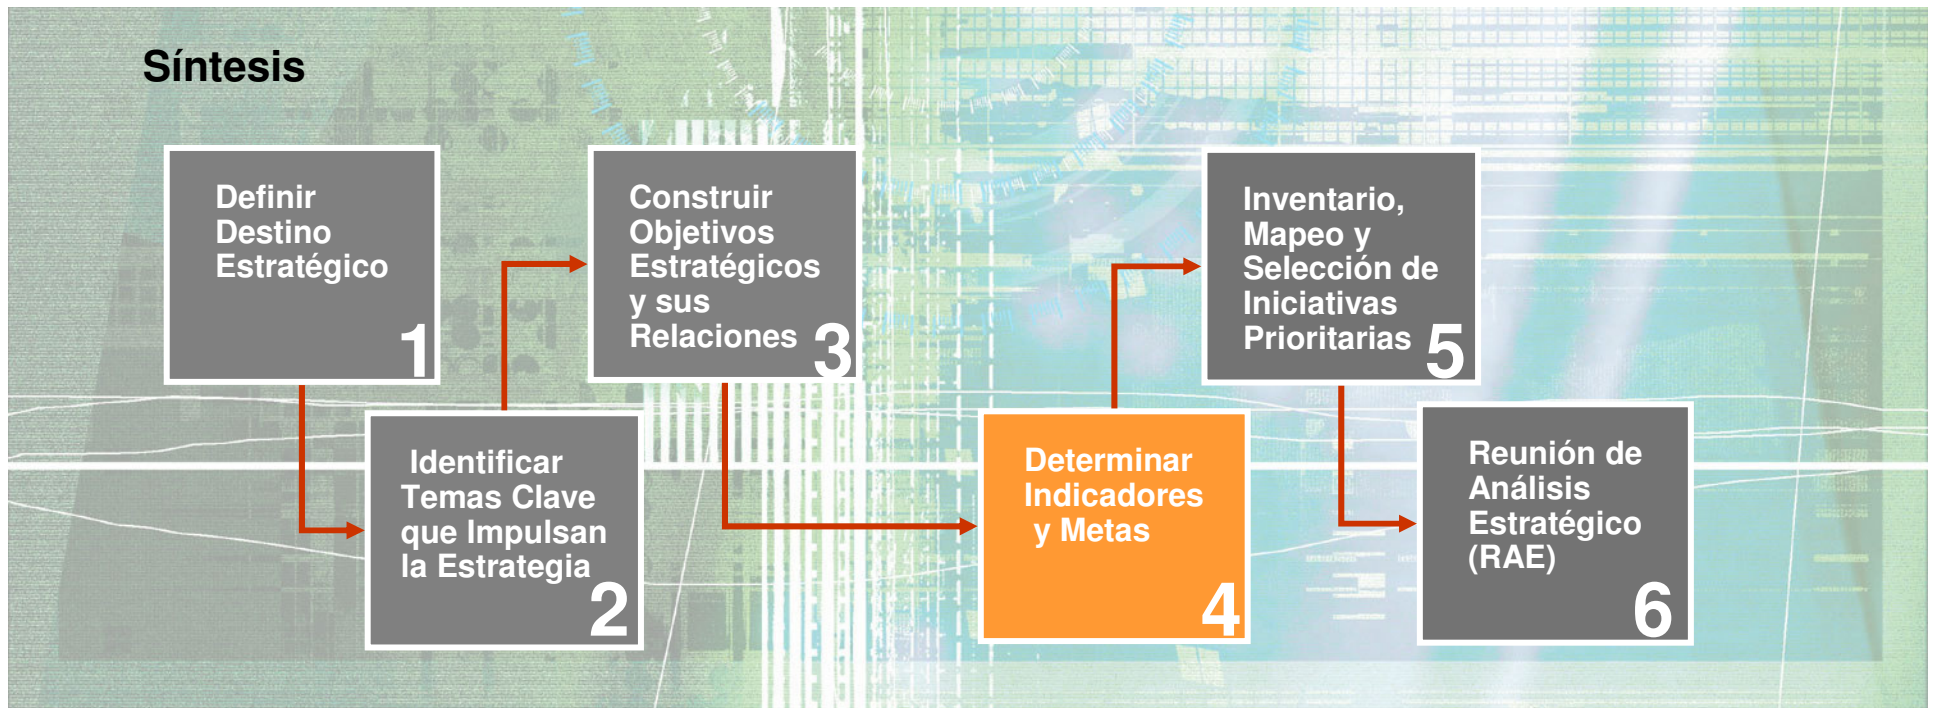 Síntesis
Definir
Destino
Estratégico
1
Identificar
Temas Clave
que Impulsan
la Estrategia
2
Construir
Objetivos
Estratégicos
y sus
Relaciones
3
Determinar
Indicadores
y Metas
4
Inventario,
Mapeo y
Selección de
Iniciativas
Prioritarias
5
Reunión de
Análisis
Estratégico
(RAE)
6